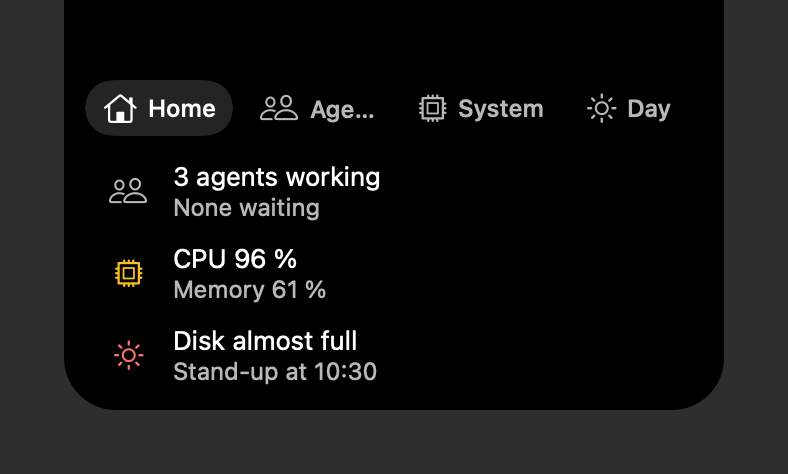 Home Age... System Day
3 agents working
None waiting
CPU 96 %
Memory 61 %
Disk almost full
Stand-up at 10:30